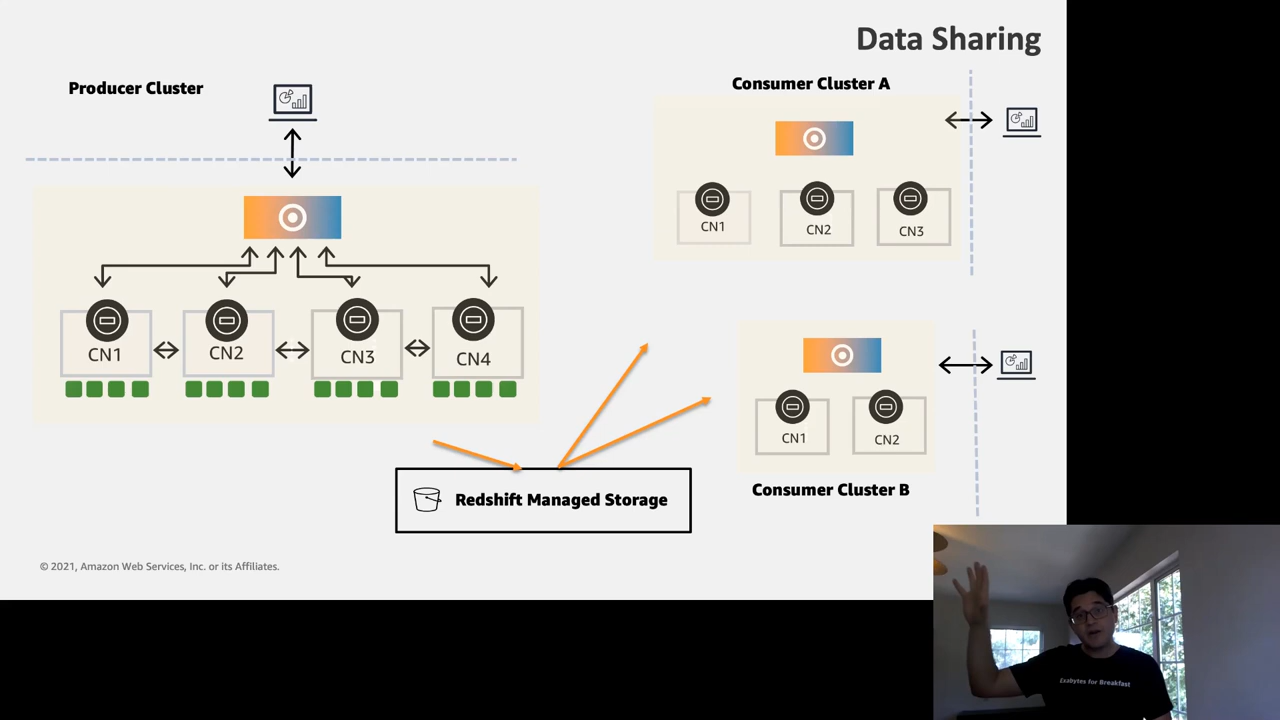 Data Sharing
Producer Cluster
CN1
CN2
CN3
CN4
Consumer Cluster A
CN1
CN2
CN3
CN1
CN2
Consumer Cluster B
Redshift Managed Storage
© 2021, Amazon Web Services, Inc. or its Affiliates.
Exabytes for Breakfast